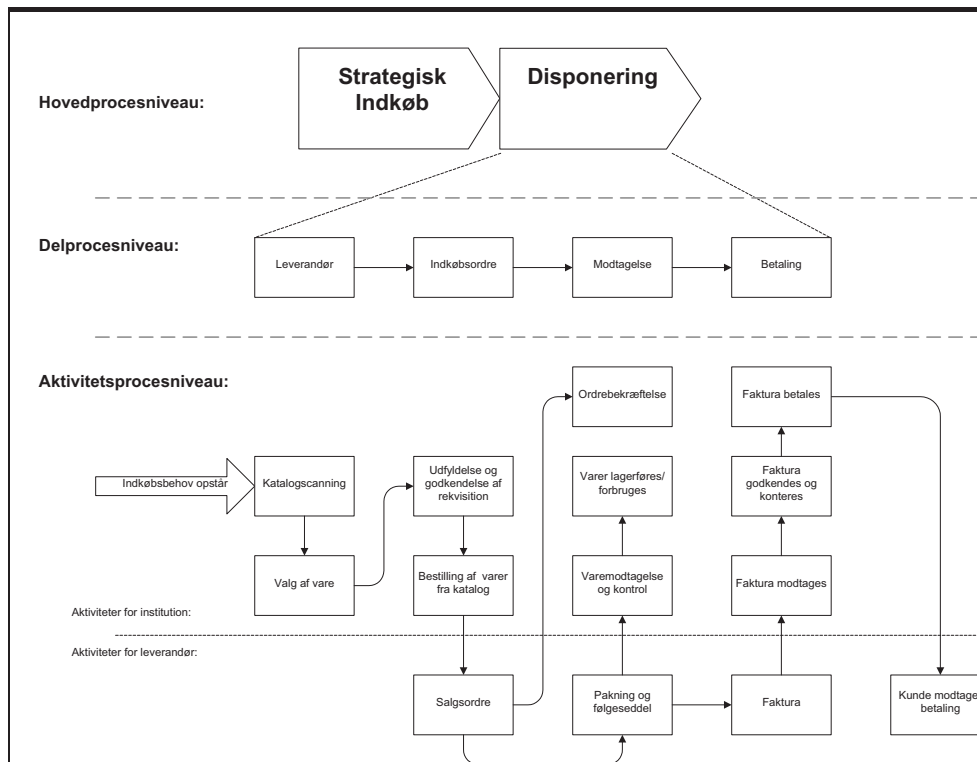 Strategisk
Indkøb
Disponering
Hovedprocesniveau:
Delprocesniveau:
Leverandør
Indkøbsordre
Modtagelse
Betaling
Aktivitetsprocesniveau:
Ordrebekræftelse
Faktura betales
Indkøbsbehov opstår
Katalogscanning
Udfyldelse og
godkendelse af
rekvisition
Varer lagerføres/
forbruges
Faktura
godkendes og
konteres
Valg af vare
Bestilling af varer
fra katalog
Varemodtagelse
og kontrol
Faktura modtages
Aktiviteter for institution:
Aktiviteter for leverandør:
Salgsordre
Pakning og
følgeseddel
Faktura
Kunde modtage
betaling